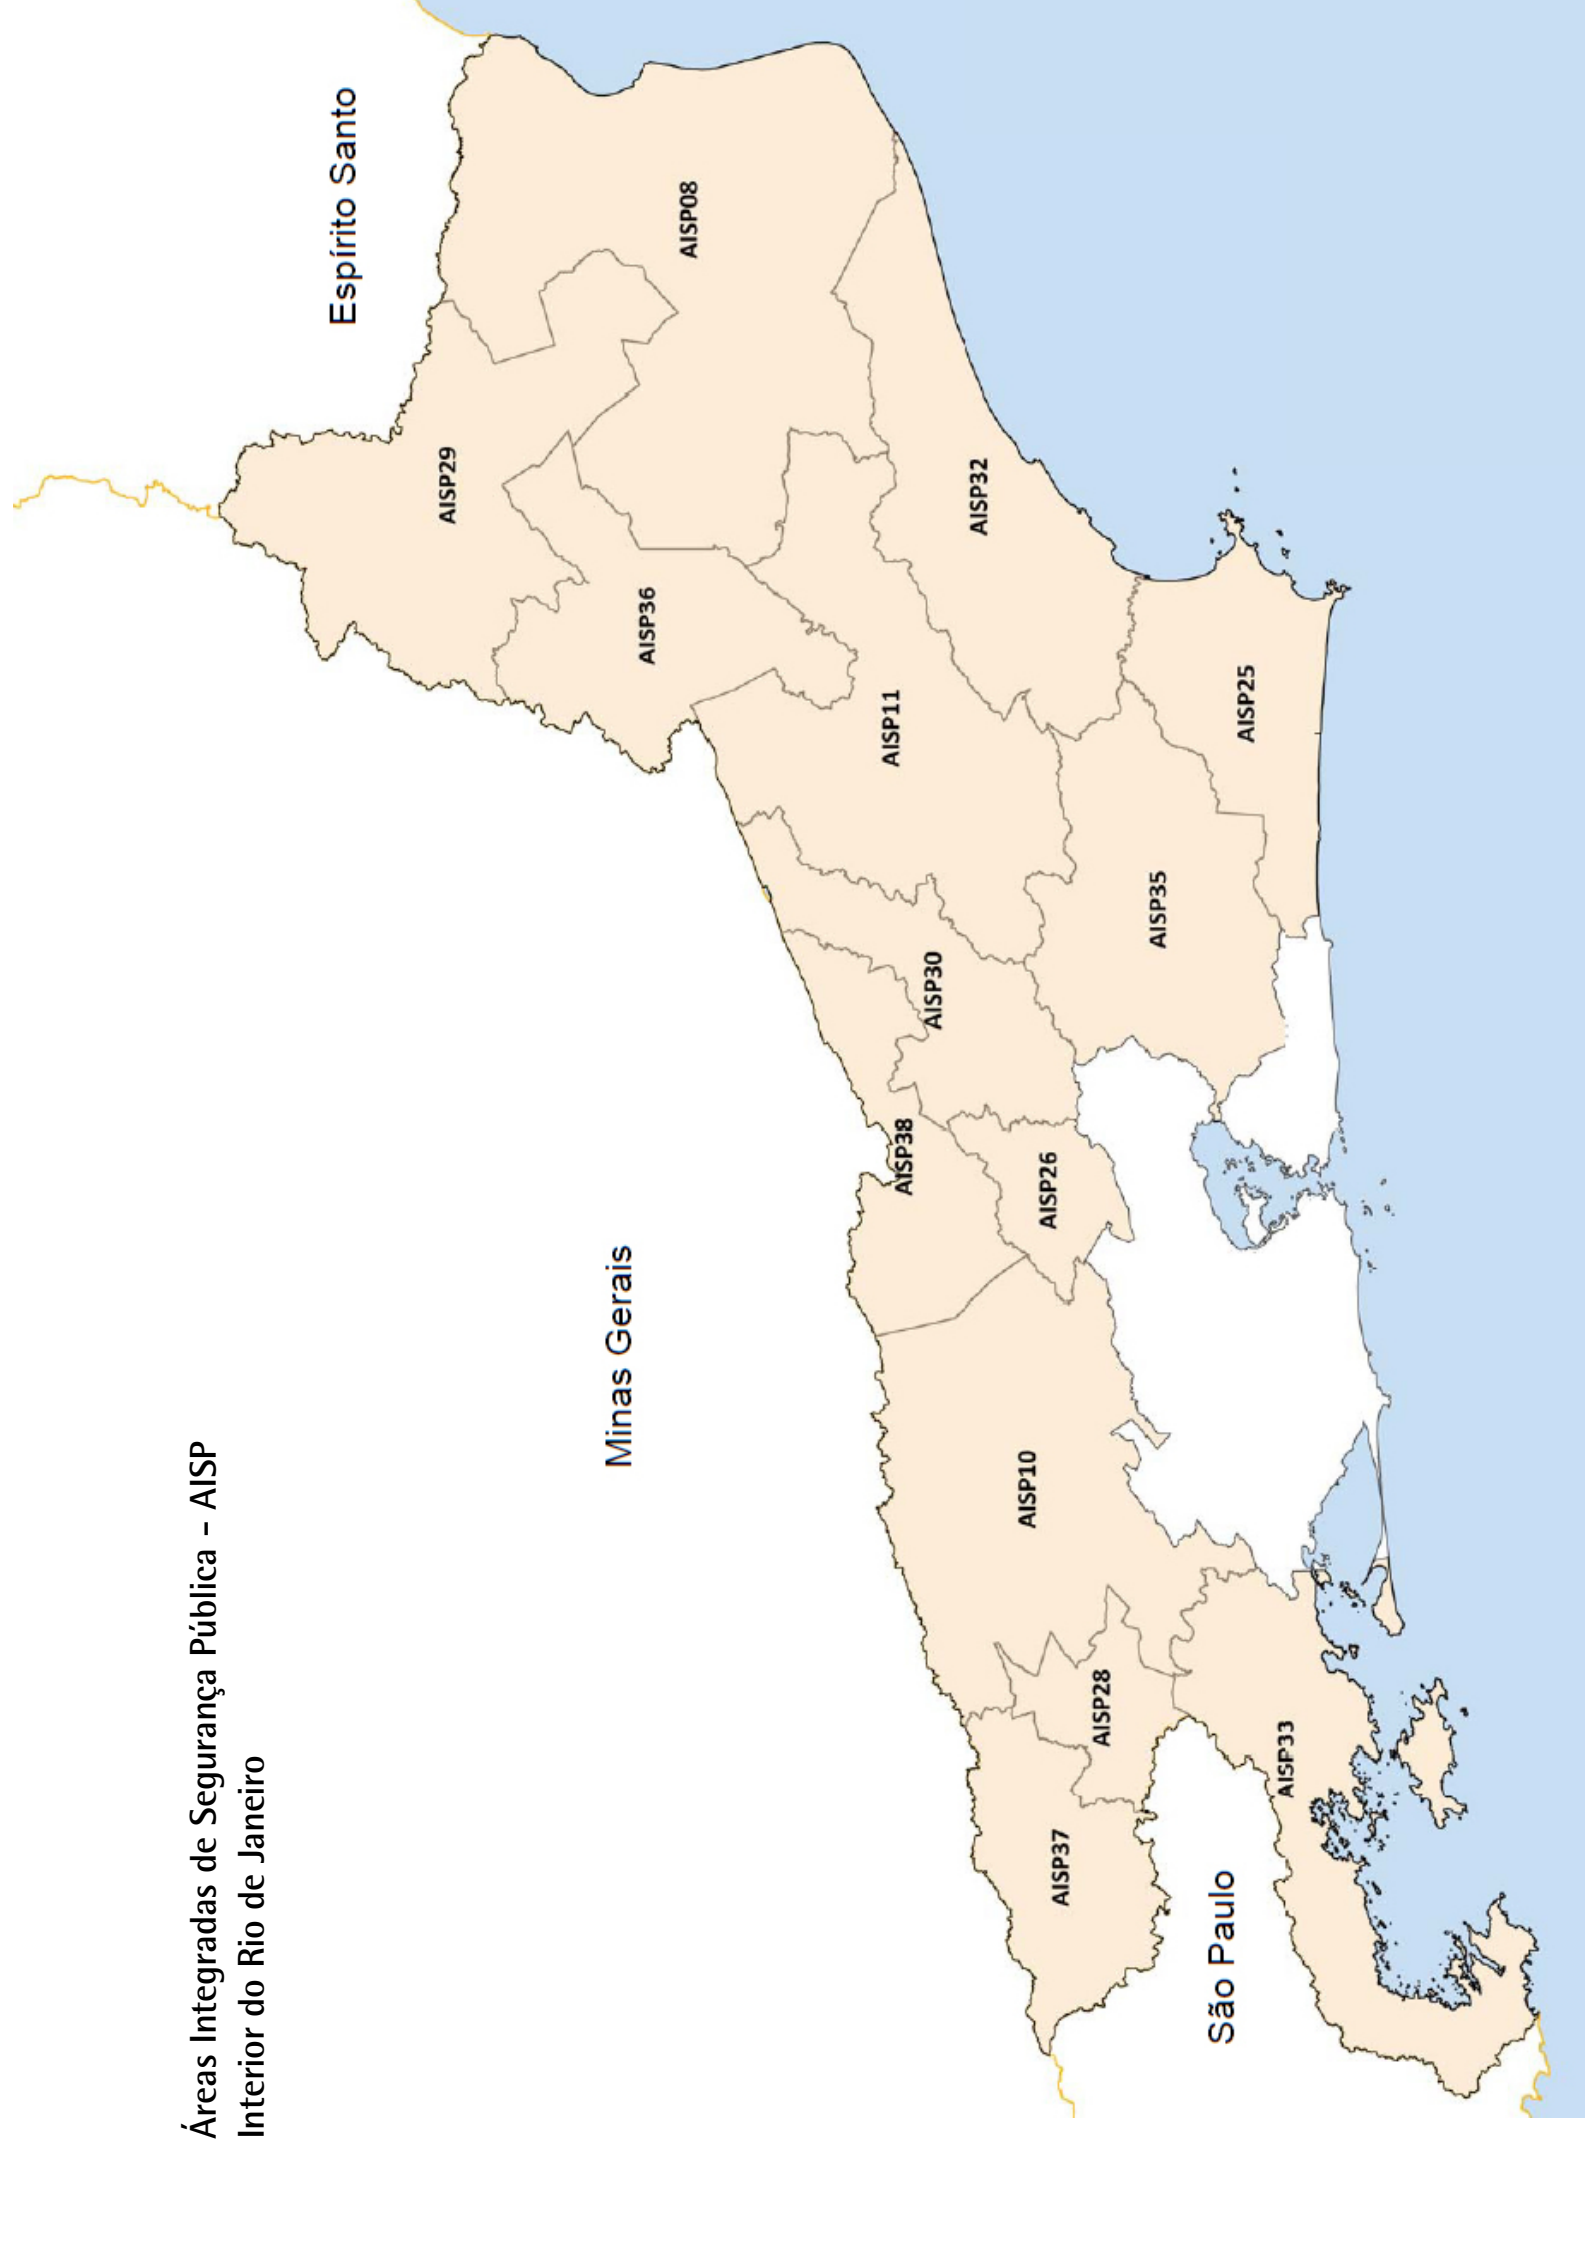 Áreas Integradas de Segurança Pública - AISP
Interior do Rio de Janeiro
Espírito Santo
Minas Gerais
São Paulo
AISP29
AISP08
AISP36
AISP11
AISP32
AISP30
AISP38
AISP26
AISP35
AISP25
AISP10
AISP28
AISP37
AISP33